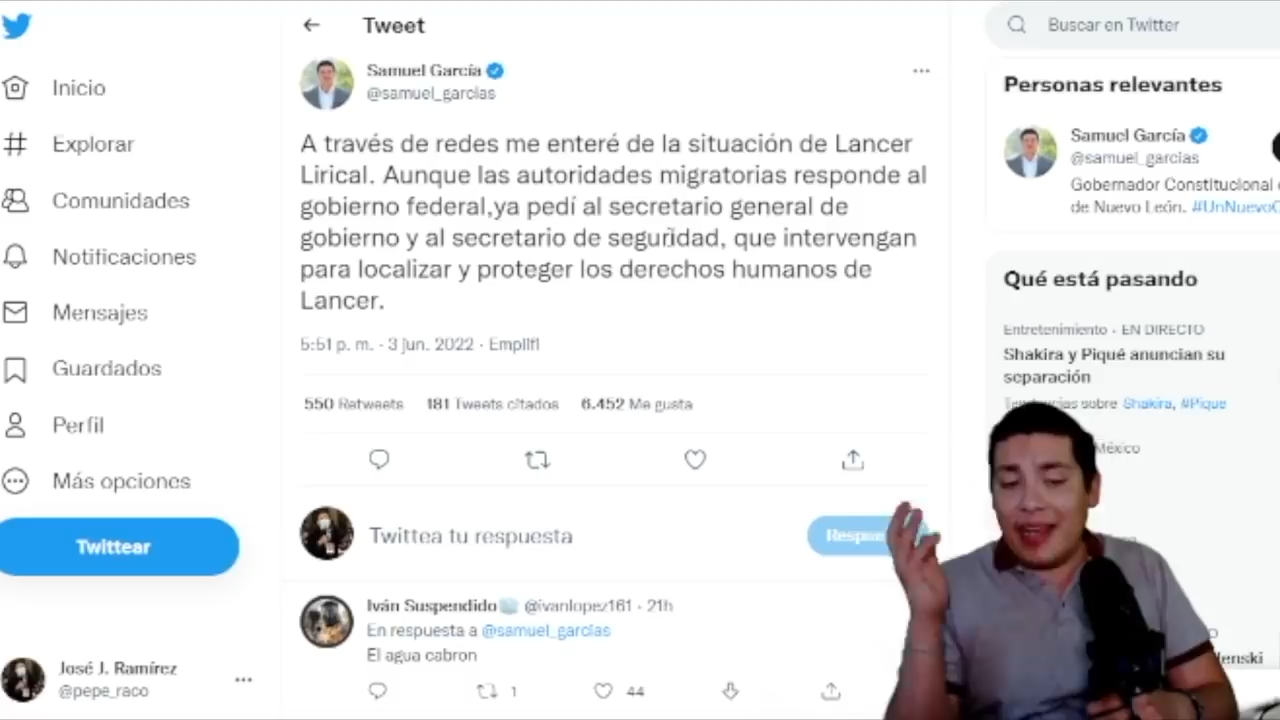 Tweet
Buscar en Twitter
Inicio
Explorar
Comunidades
Notificaciones
Mensajes
Guardados
Perfil
Más opciones
Twittear
José J. Ramírez
@pepe_raco
Samuel García
@samuel_garcias
A través de redes me enteré de la situación de Lancer
Lirical. Aunque las autoridades migratorias responde al
gobierno federal,ya pedí al secretario general de
gobierno y al secretario de seguridad, que intervengan
para localizar y proteger los derechos humanos de
Lancer.
5:51 p. m. · 3 jun. 2022 · Emplifi
550 Retweets 181 Tweets citados 6.452 Me gusta
Twittea tu respuesta
Iván Suspendido @ivanlopez161 · 21h
En respuesta a @samuel_garcias
El agua cabron
1 44
Personas relevantes
Samuel García
@samuel_garcias
Gobernador Constitucional
de Nuevo León. #UnNuevo
Qué está pasando
Entretenimiento · EN DIRECTO
Shakira y Piqué anuncian su
separación
sobre Shakira, #Pique
México